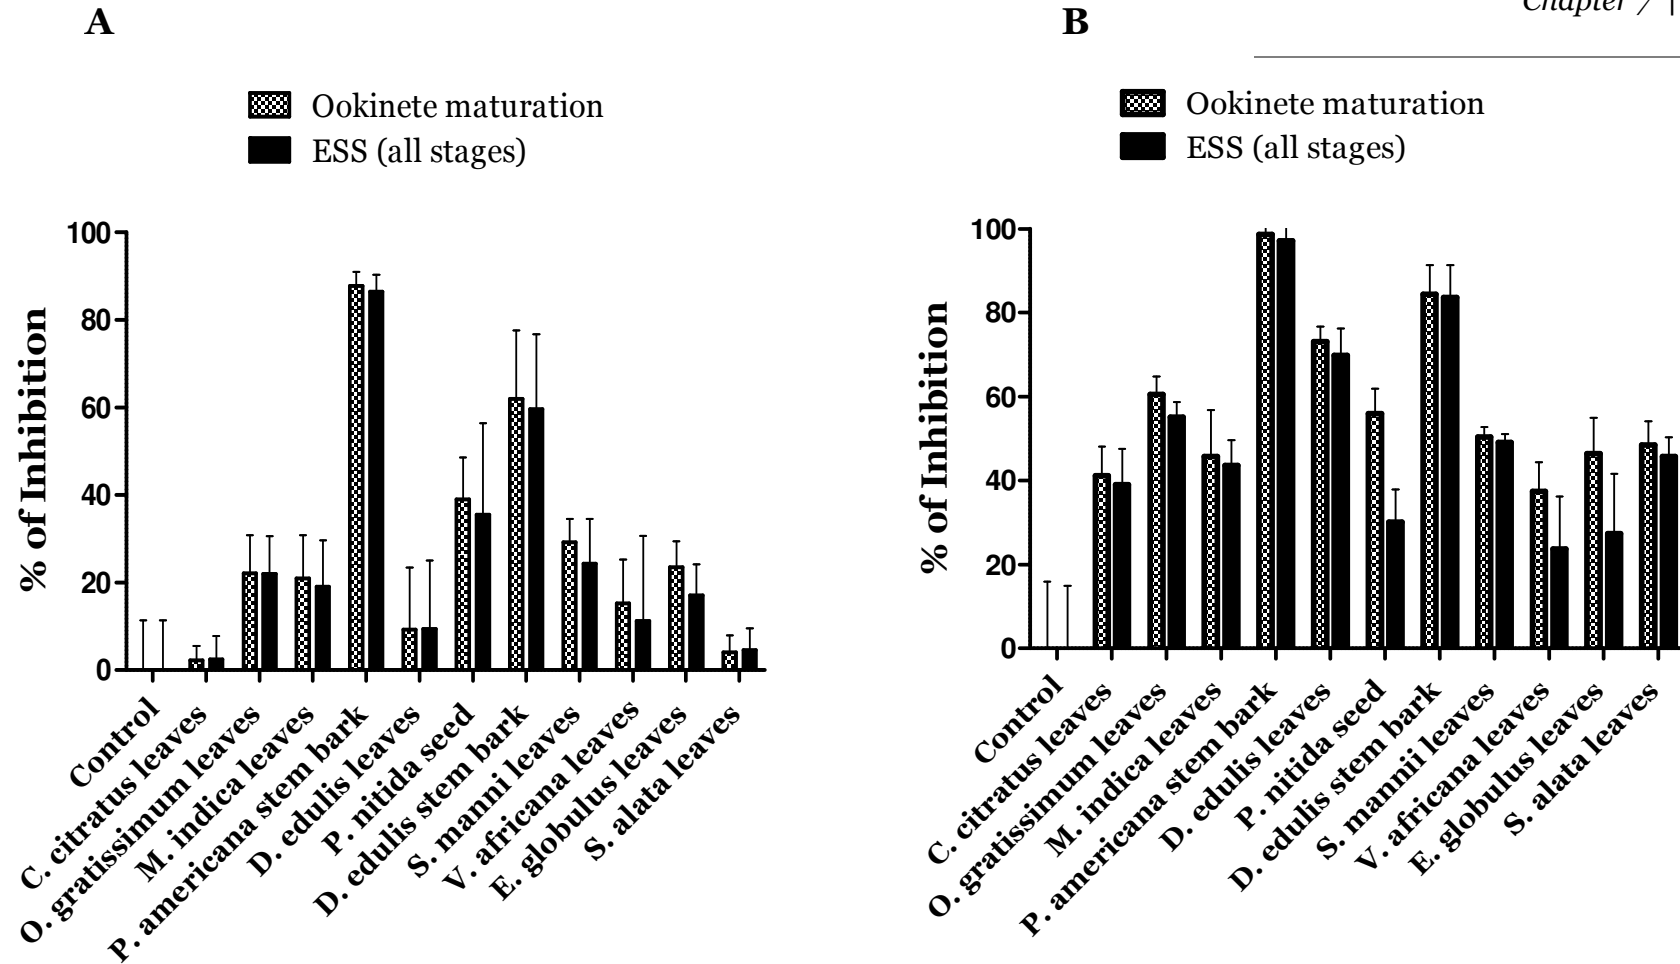 Chapter 7 |
A
Ookinete maturation
ESS (all stages)
100
80
60
40
20
0
% of Inhibition
Control
C. citratus leaves
O. gratissimum leaves
M. indica leaves
P. americana stem bark
D. edulis leaves
P. nitida seed
D. edulis stem bark
S. manni leaves
V. africana leaves
E. globulus leaves
S. alata leaves
B
Ookinete maturation
ESS (all stages)
100
80
60
40
20
0
% of Inhibition
Control
C. citratus leaves
O. gratissimum leaves
M. indica leaves
P. americana stem bark
D. edulis leaves
P. nitida seed
D. edulis stem bark
S. mannii leaves
V. africana leaves
E. globulus leaves
S. alata leaves